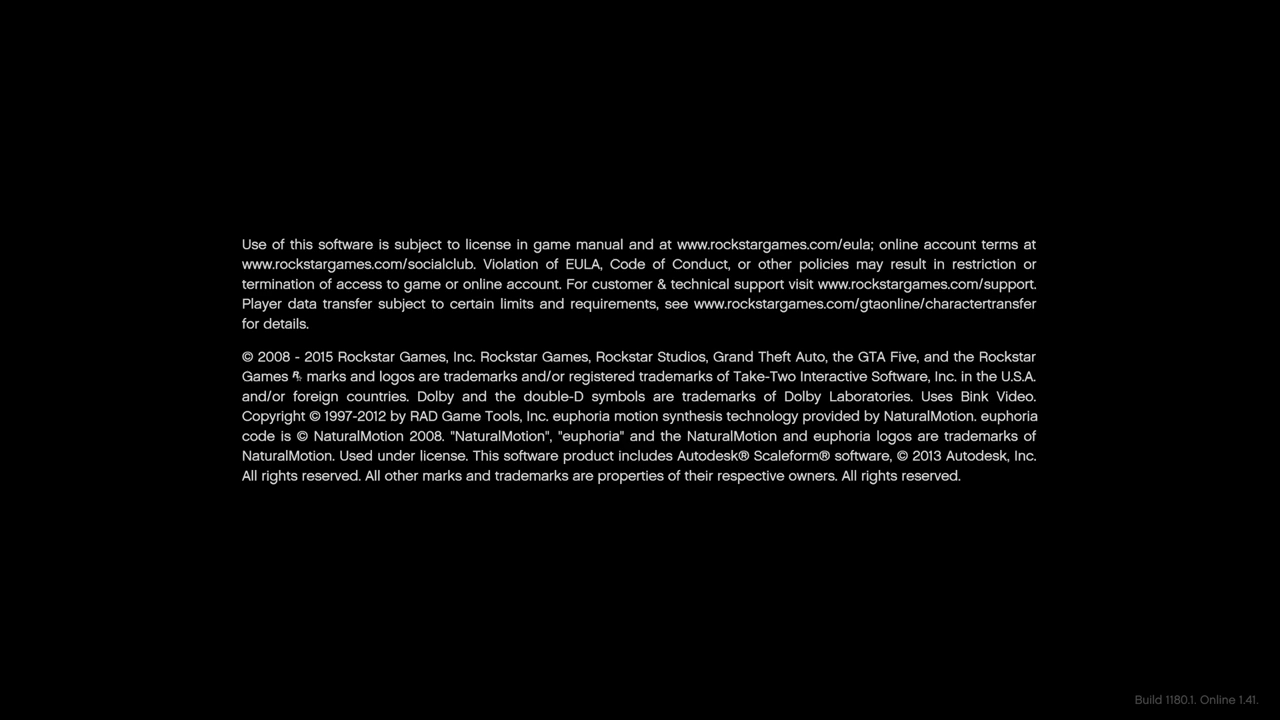 Use of this software is subject to license in game manual and at www.rockstargames.com/eula; online account terms at
www.rockstargames.com/socialclub. Violation of EULA, Code of Conduct, or other policies may result in restriction or
termination of access to game or online account. For customer & technical support visit www.rockstargames.com/support.
Player data transfer subject to certain limits and requirements, see www.rockstargames.com/gtaonline/charactertransfer
for details.
© 2008 - 2015 Rockstar Games, Inc. Rockstar Games, Rockstar Studios, Grand Theft Auto, the GTA Five, and the Rockstar
Games R* marks and logos are trademarks and/or registered trademarks of Take-Two Interactive Software, Inc. in the U.S.A.
and/or foreign countries. Dolby and the double-D symbols are trademarks of Dolby Laboratories. Uses Bink Video.
Copyright © 1997-2012 by RAD Game Tools, Inc. euphoria motion synthesis technology provided by NaturalMotion. euphoria
code is © NaturalMotion 2008. "NaturalMotion", "euphoria" and the NaturalMotion and euphoria logos are trademarks of
NaturalMotion. Used under license. This software product includes Autodesk® Scaleform® software, © 2013 Autodesk, Inc.
All rights reserved. All other marks and trademarks are properties of their respective owners. All rights reserved.
Build 1180.1. Online 1.41.